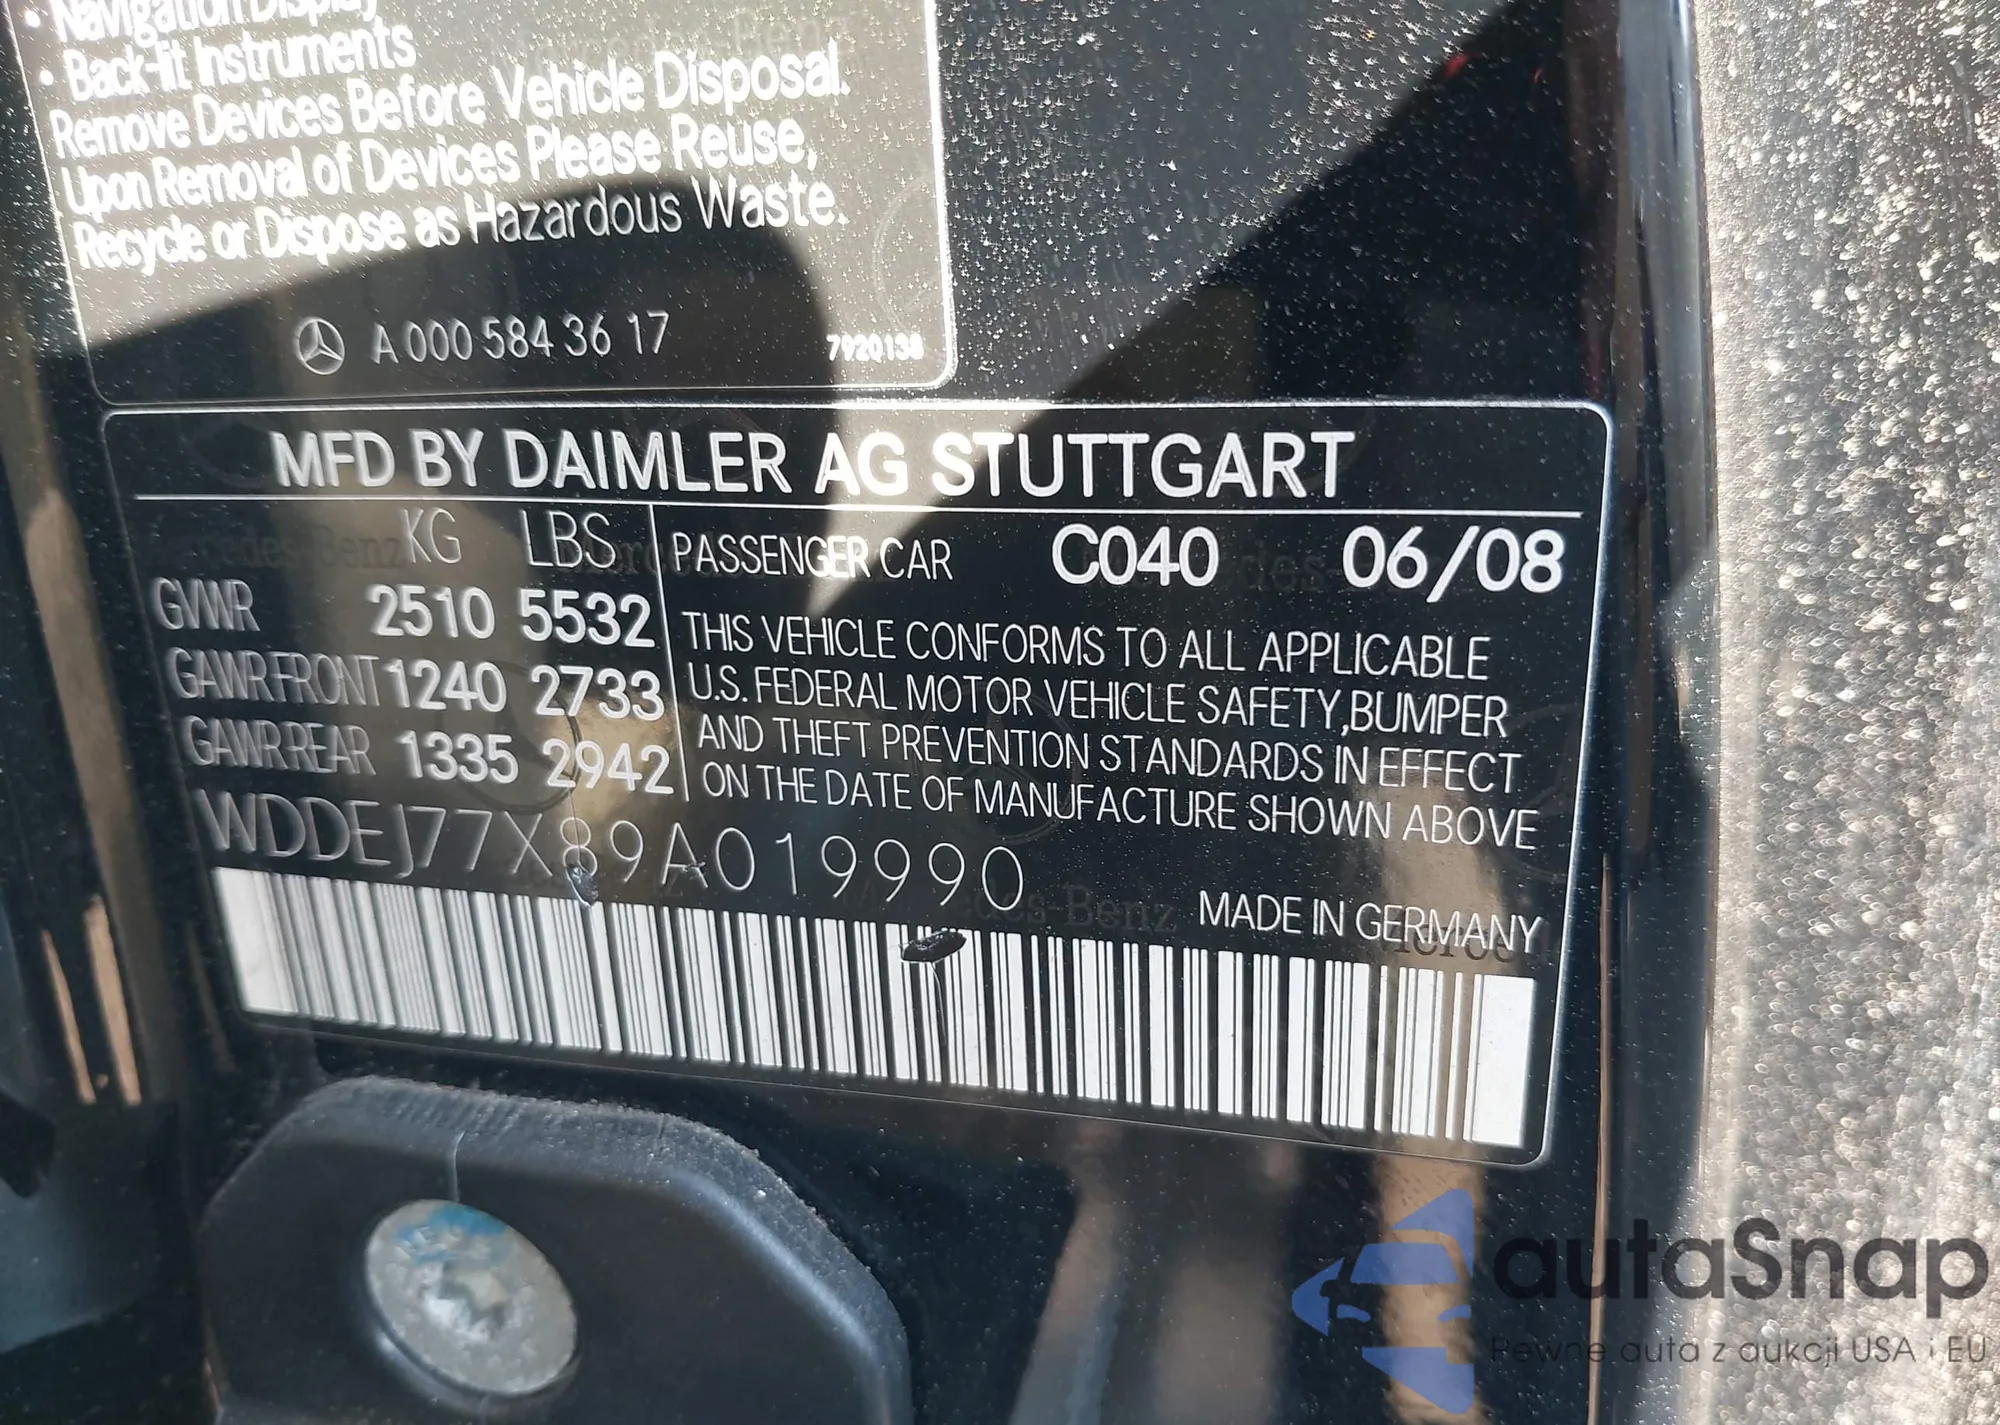 • Navigation Display
• Back-lit Instruments
Remove Devices Before Vehicle Disposal.
Upon Removal of Devices Please Reuse,
Recycle or Dispose as Hazardous Waste.
A 000 584 36 17
7920138
MFD BY DAIMLER AG STUTTGART
KG LBS
GVWR 2510 5532
GAWR FRONT 1240 2733
GAWR REAR 1335 2942
PASSENGER CAR C040 06/08
THIS VEHICLE CONFORMS TO ALL APPLICABLE
U.S. FEDERAL MOTOR VEHICLE SAFETY,BUMPER
AND THEFT PREVENTION STANDARDS IN EFFECT
ON THE DATE OF MANUFACTURE SHOWN ABOVE
WDDEJ77X89A019990
MADE IN GERMANY
autaSnap
Pewne auta z aukcji USA i EU